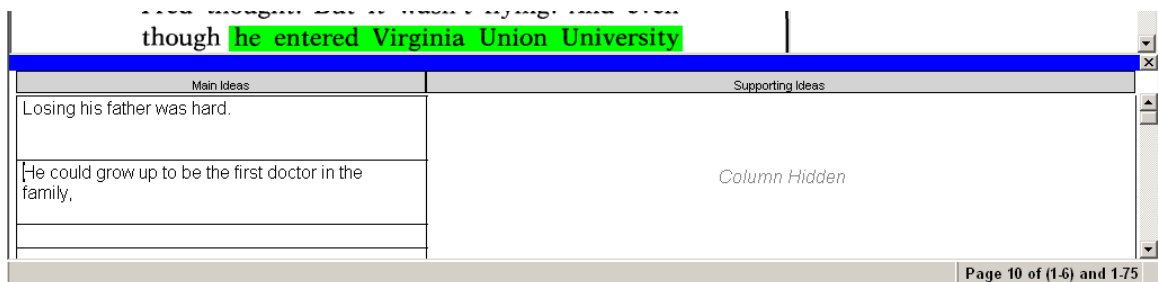 though he entered Virginia Union University
Main Ideas
Supporting Ideas
Losing his father was hard.
He could grow up to be the first doctor in the
family,
Column Hidden
Page 10 of (1-6) and 1-75